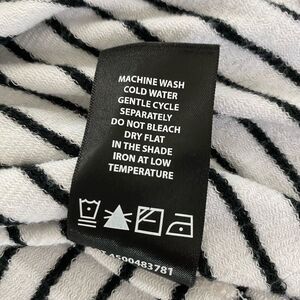 MACHINE WASH
COLD WATER
GENTLE CYCLE
SEPARATELY
DO NOT BLEACH
DRY FLAT
IN THE SHADE
IRON AT LOW
TEMPERATURE
4500483781